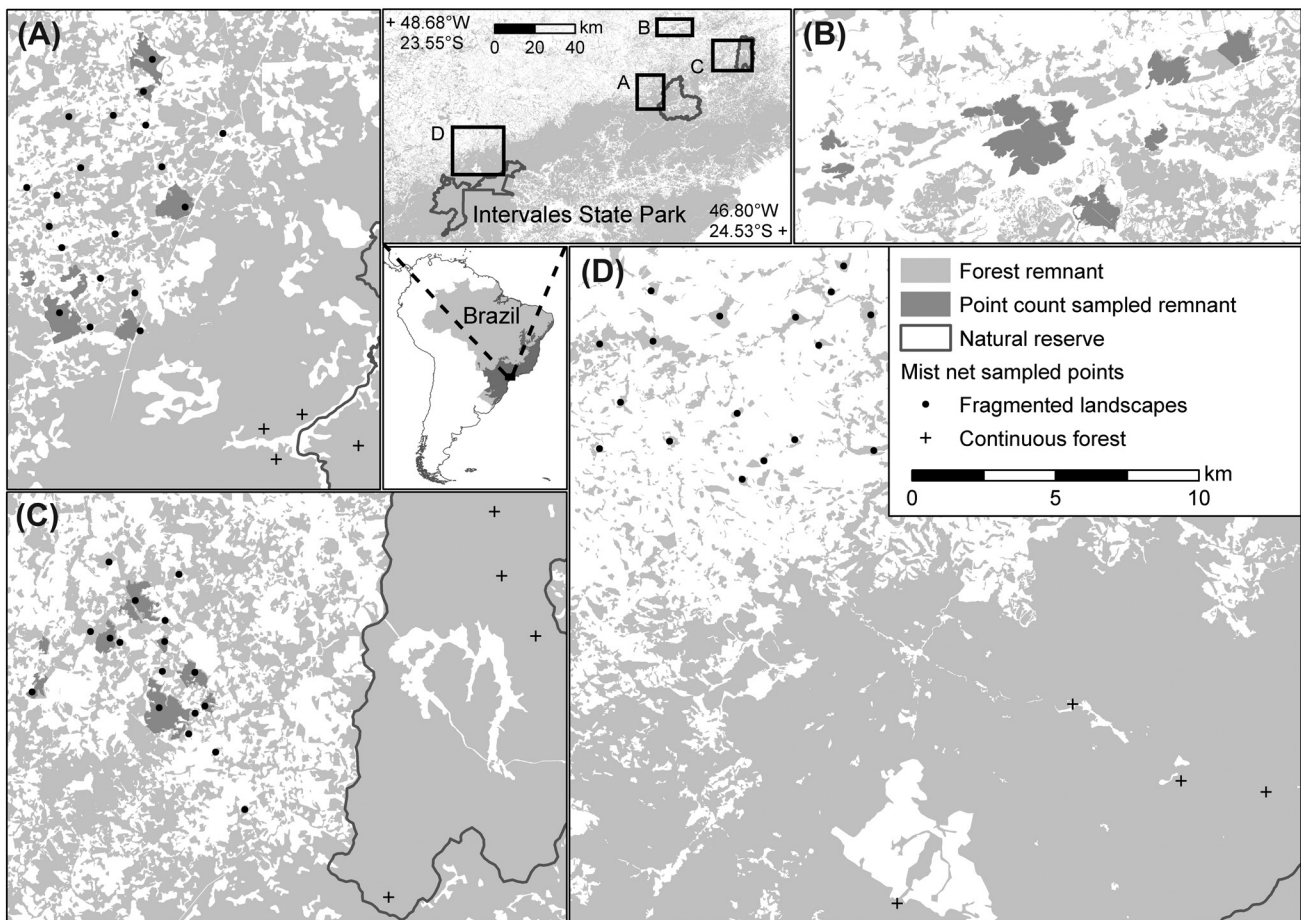 (A)
+ 48.68°W
23.55°S
km
0 20 40
B
C
A
D
Intervales State Park
46.80°W
24.53°S +
(B)
Brazil
(D)
Forest remnant
Point count sampled remnant
Natural reserve
Mist net sampled points
Fragmented landscapes
+ Continuous forest
km
0 5 10
(C)